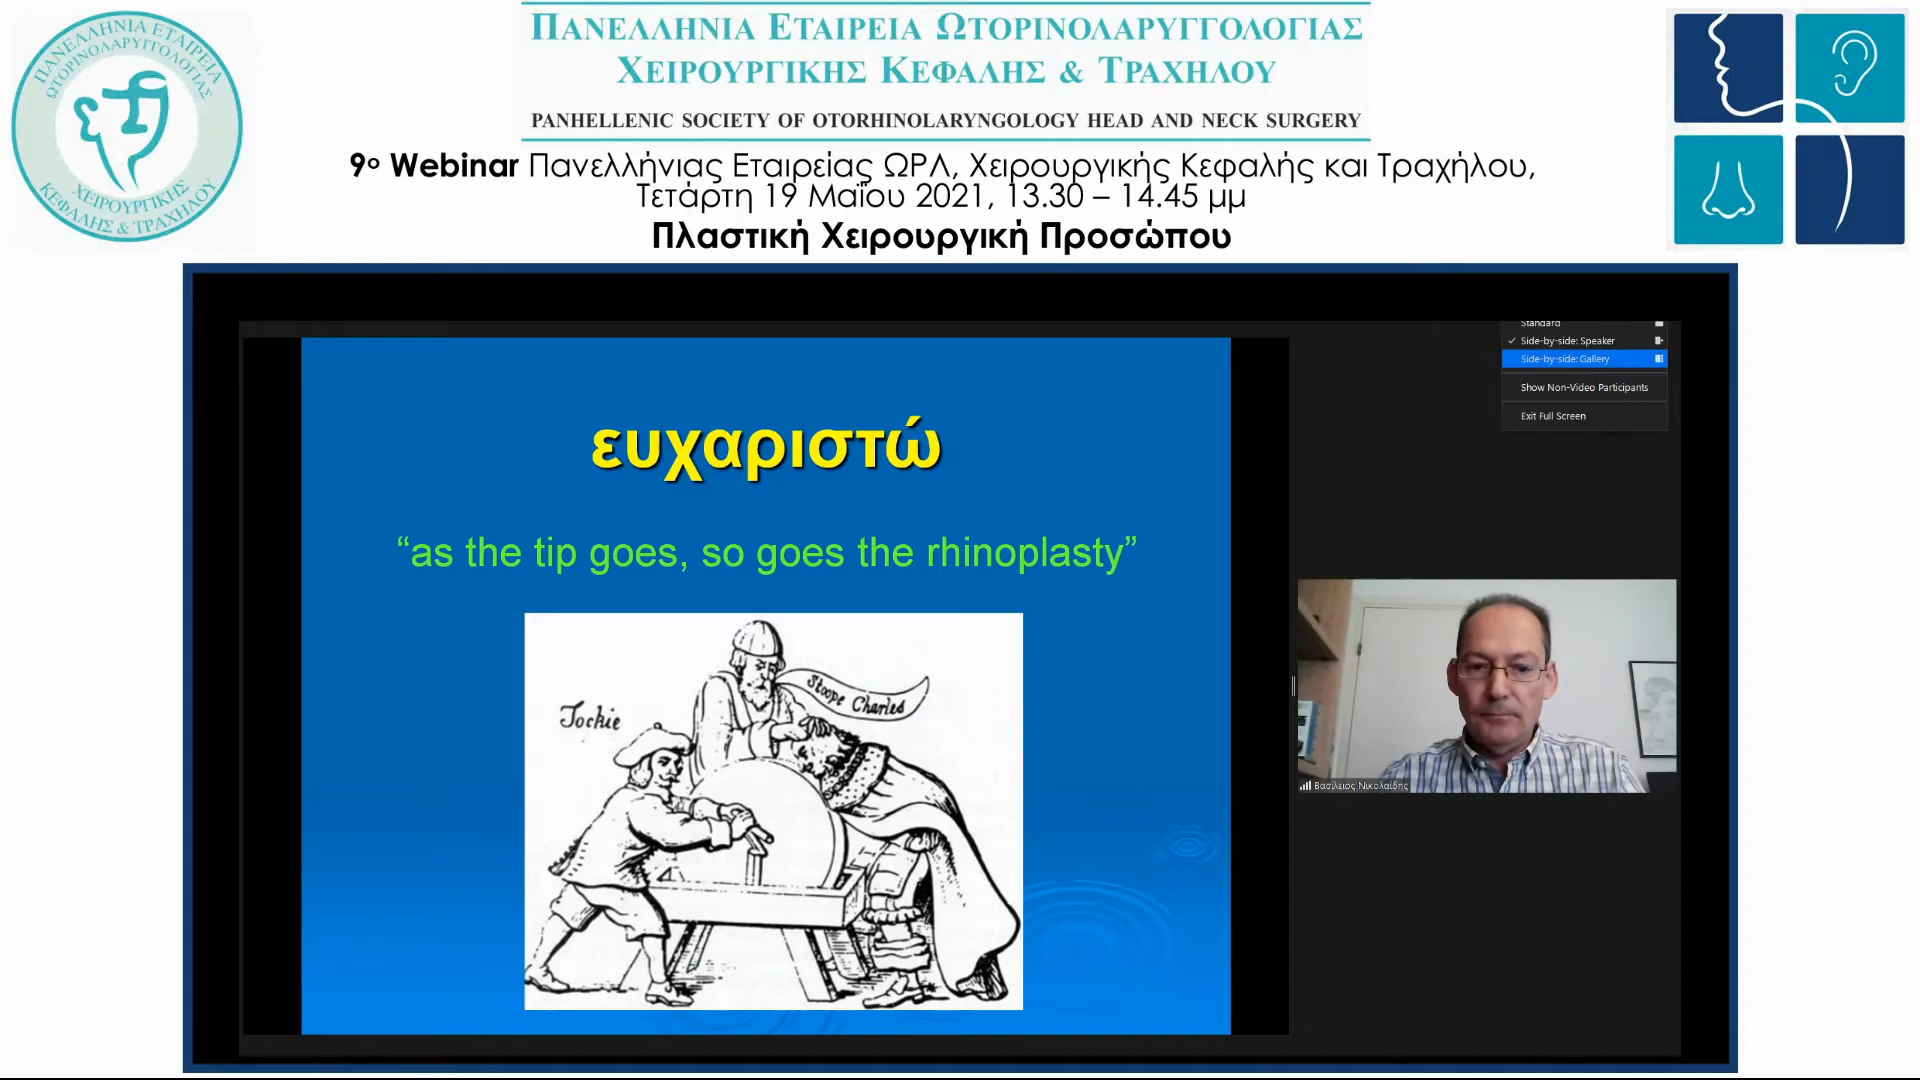 ΠΑΝΕΛΛΗΝΙΑ ΕΤΑΙΡΕΙΑ
ΩΤΟΡΙΝΟΛΑΡΥΓΓΟΛΟΓΙΑΣ
ΧΕΙΡΟΥΡΓΙΚΗΣ
ΚΕΦΑΛΗΣ & ΤΡΑΧΗΛΟΥ
ΠΑΝΕΛΛΗΝΙΑ ΕΤΑΙΡΕΙΑ ΩΤΟΡΙΝΟΛΑΡΥΓΓΟΛΟΓΙΑΣ
ΧΕΙΡΟΥΡΓΙΚΗΣ ΚΕΦΑΛΗΣ & ΤΡΑΧΗΛΟΥ
PANHELLENIC SOCIETY OF OTORHINOLARYNGOLOGY HEAD AND NECK SURGERY
9ο Webinar Πανελλήνιας Εταιρείας ΩΡΛ, Χειρουργικής Κεφαλής και Τραχήλου,
Τετάρτη 19 Μαΐου 2021, 13.30 – 14.45 μμ
Πλαστική Χειρουργική Προσώπου
Standard
Side-by-side: Speaker
Side-by-side: Gallery
Show Non-Video Participants
Exit Full Screen
ευχαριστώ
“as the tip goes, so goes the rhinoplasty”
Stoope Charles
Jockie
Βασίλειος Νικολαΐδης